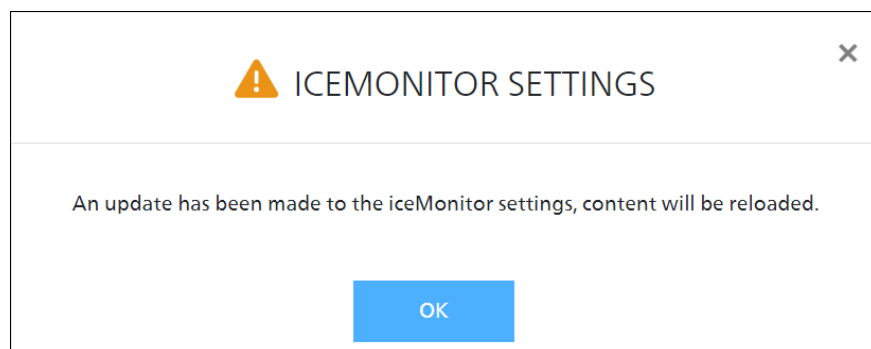 ICEMONITOR SETTINGS
An update has been made to the iceMonitor settings, content will be reloaded.
OK